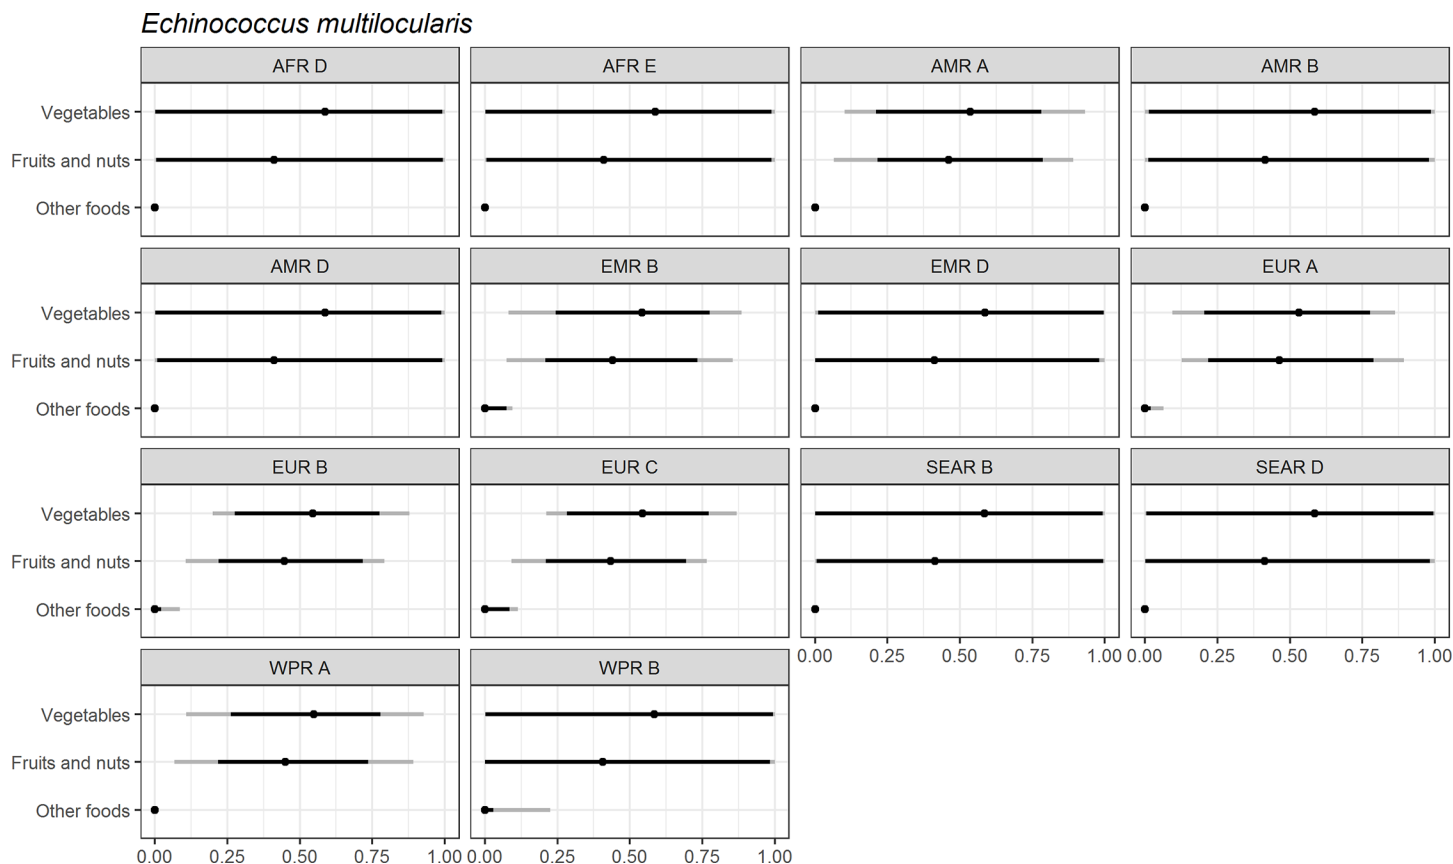 Echinococcus multilocularis
AFR D AFR E AMR A AMR B
Vegetables
Fruits and nuts
Other foods
AMR D EMR B EMR D EUR A
Vegetables
Fruits and nuts
Other foods
EUR B EUR C SEAR B SEAR D
Vegetables
Fruits and nuts
Other foods
0.00 0.25 0.50 0.75 1.00 0.00 0.25 0.50 0.75 1.00
WPR A WPR B
Vegetables
Fruits and nuts
Other foods
0.00 0.25 0.50 0.75 1.00 0.00 0.25 0.50 0.75 1.00